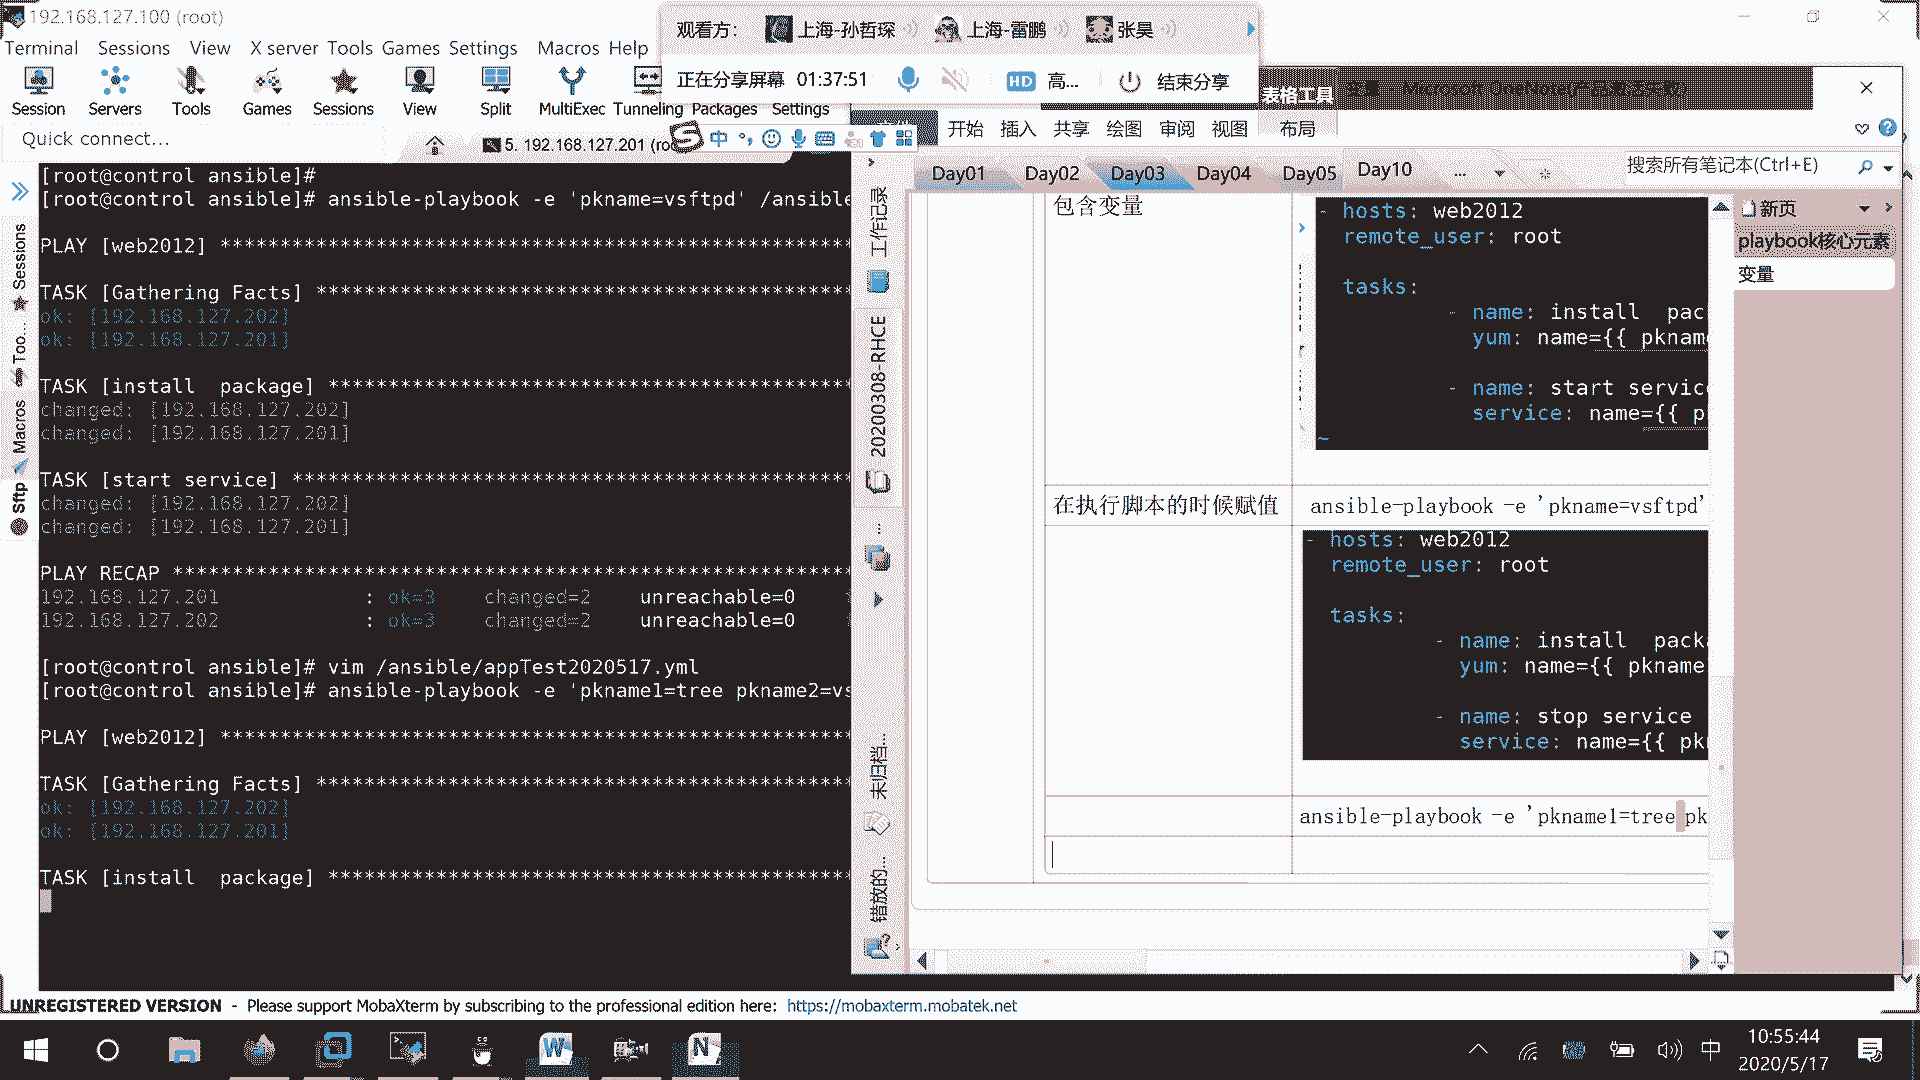 192.168.127.100 (root)
Terminal Sessions View X server Tools Games Settings Macros Help
Session Servers Tools Games Sessions View Split MultiExec Tunneling Packages Settings
Quick connect...
5. 192.168.127.201 (ro
观看方: 上海-孙哲琛 上海-雷鹏 张昊
正在分享屏幕 01:37:51 HD 高... 结束分享
中
表格工具
Microsoft OneNote
开始 插入 共享 绘图 审阅 视图 布局
Day01 Day02 Day03 Day04 Day05 Day10 ...
搜索所有笔记本(Ctrl+E)
新页
playbook核心元素
变量
Sessions
Too...
Macros
Sftp
工作记录
20200308-RHCE
...
未归档...
错放的...
[root@control ansible]#
[root@control ansible]# ansible-playbook -e 'pkname=vsftpd' /ansible
PLAY [web2012] ********************************************************
TASK [Gathering Facts] ************************************************
ok: [192.168.127.202]
ok: [192.168.127.201]
TASK [install  package] ***********************************************
changed: [192.168.127.202]
changed: [192.168.127.201]
TASK [start service] **************************************************
changed: [192.168.127.202]
changed: [192.168.127.201]
PLAY RECAP ************************************************************
192.168.127.201 : ok=3 changed=2 unreachable=0
192.168.127.202 : ok=3 changed=2 unreachable=0
[root@control ansible]# vim /ansible/appTest2020517.yml
[root@control ansible]# ansible-playbook -e 'pkname1=tree pkname2=vs
PLAY [web2012] ********************************************************
TASK [Gathering Facts] ************************************************
ok: [192.168.127.202]
ok: [192.168.127.201]
TASK [install  package] ***********************************************
包含变量
- hosts: web2012
remote_user: root
tasks:
- name: install  pac
yum: name={{ pknam
- name: start servic
service: name={{ p
~
在执行脚本的时候赋值
ansible-playbook -e 'pkname=vsftpd'
- hosts: web2012
remote_user: root
tasks:
- name: install  packa
yum: name={{ pkname
- name: stop service
service: name={{ pk
ansible-playbook -e 'pkname1=tree pk
UNREGISTERED VERSION - Please support MobaXterm by subscribing to the professional edition here: https://mobaxterm.mobatek.net
中
10:55:44
2020/5/17